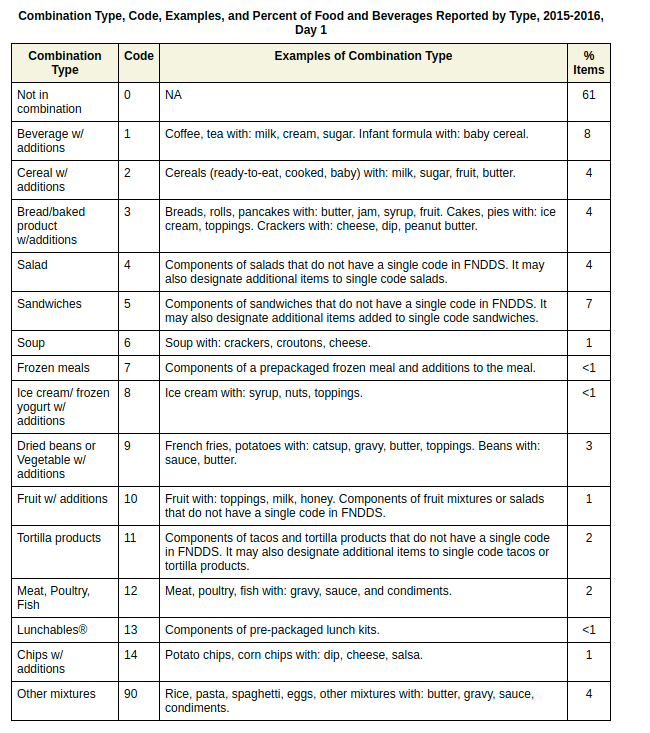 Combination Type, Code, Examples, and Percent of Food and Beverages Reported by Type, 2015-2016,
Day 1
Combination Type Code Examples of Combination Type % Items
Not in combination 0 NA 61
Beverage w/ additions 1 Coffee, tea with: milk, cream, sugar. Infant formula with: baby cereal. 8
Cereal w/ additions 2 Cereals (ready-to-eat, cooked, baby) with: milk, sugar, fruit, butter. 4
Bread/baked product w/additions 3 Breads, rolls, pancakes with: butter, jam, syrup, fruit. Cakes, pies with: ice cream, toppings. Crackers with: cheese, dip, peanut butter. 4
Salad 4 Components of salads that do not have a single code in FNDDS. It may also designate additional items to single code salads. 4
Sandwiches 5 Components of sandwiches that do not have a single code in FNDDS. It may also designate additional items added to single code sandwiches. 7
Soup 6 Soup with: crackers, croutons, cheese. 1
Frozen meals 7 Components of a prepackaged frozen meal and additions to the meal. <1
Ice cream/ frozen yogurt w/ additions 8 Ice cream with: syrup, nuts, toppings. <1
Dried beans or Vegetable w/ additions 9 French fries, potatoes with: catsup, gravy, butter, toppings. Beans with: sauce, butter. 3
Fruit w/ additions 10 Fruit with: toppings, milk, honey. Components of fruit mixtures or salads that do not have a single code in FNDDS. 1
Tortilla products 11 Components of tacos and tortilla products that do not have a single code in FNDDS. It may also designate additional items to single code tacos or tortilla products. 2
Meat, Poultry, Fish 12 Meat, poultry, fish with: gravy, sauce, and condiments. 2
Lunchables® 13 Components of pre-packaged lunch kits. <1
Chips w/ additions 14 Potato chips, corn chips with: dip, cheese, salsa. 1
Other mixtures 90 Rice, pasta, spaghetti, eggs, other mixtures with: butter, gravy, sauce, condiments. 4